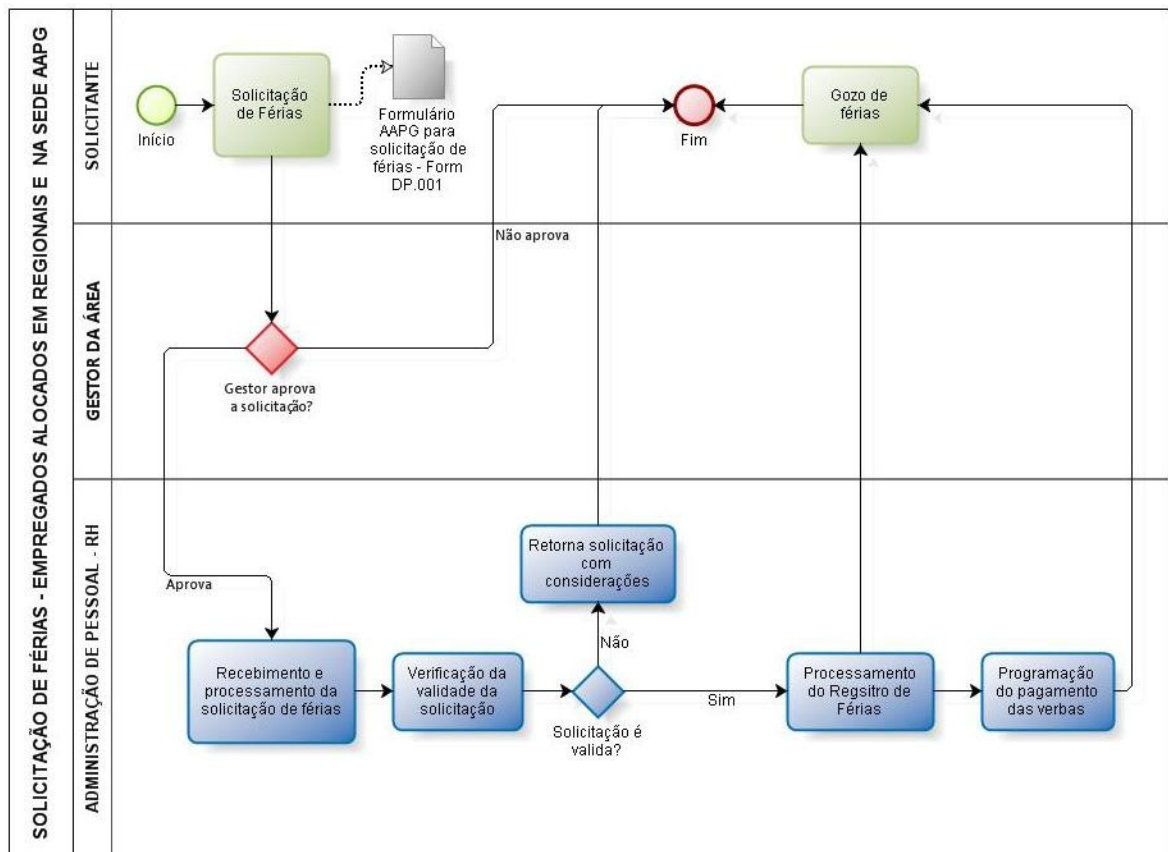 SOLICITAÇÃO DE FÉRIAS - EMPREGADOS ALOCADOS EM REGIONAIS E NA SEDE AAPG
SOLICITANTE
Início
Solicitação
de Férias
Formulário
AAPG para
solicitação de
férias - Form
DP.001
Fim
Gozo de
férias
GESTOR DA ÁREA
Não aprova
Gestor aprova
a solicitação?
ADMINISTRAÇÃO DE PESSOAL - RH
Aprova
Retorna solicitação
com
considerações
Não
Recebimento e
processamento da
solicitação de férias
Verificação da
validade da
solicitação
Solicitação é
valida?
Sim
Processamento
do Regsitro de
Férias
Programação
do pagamento
das verbas